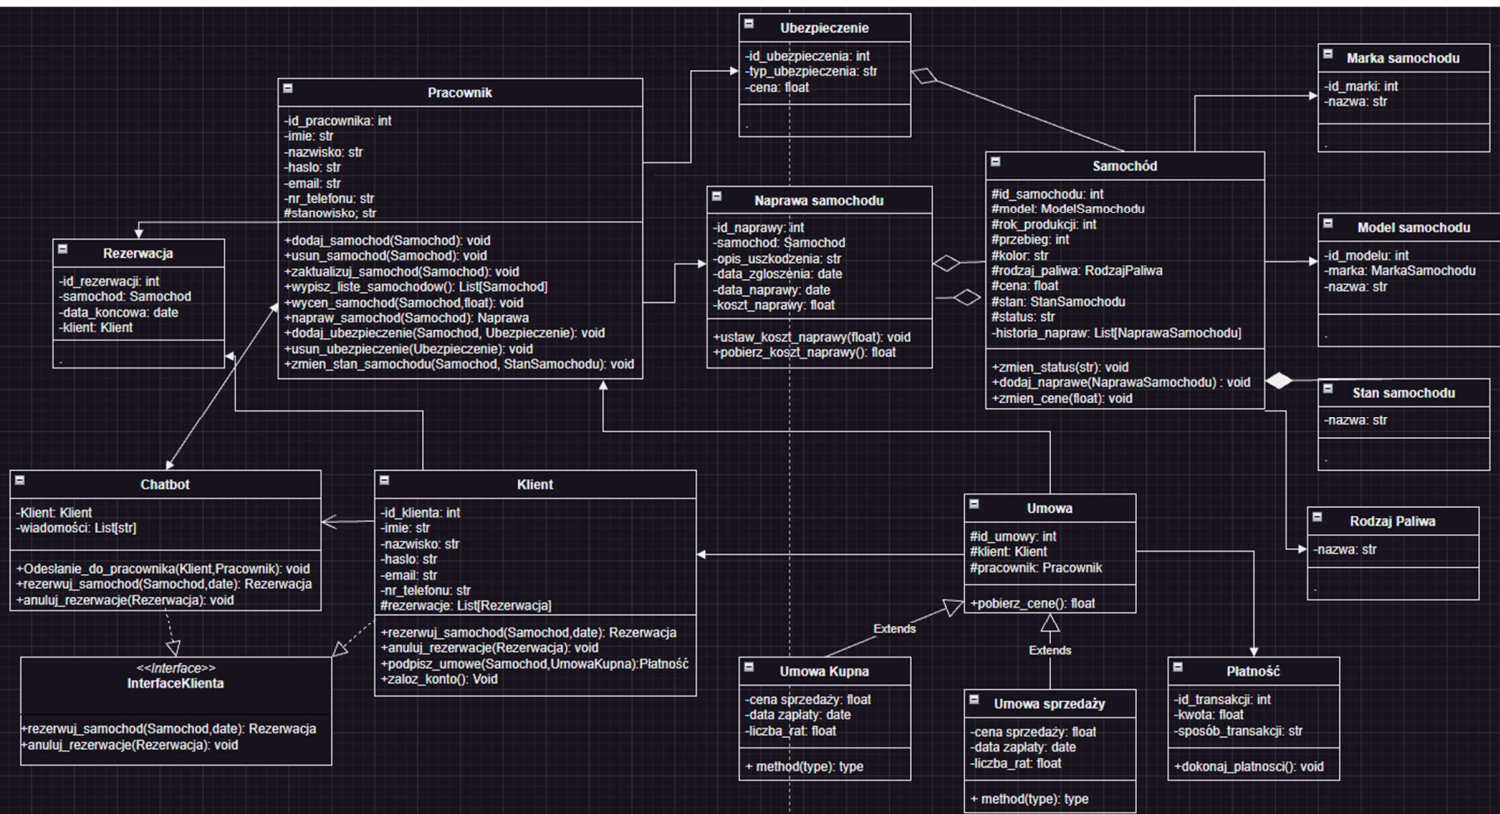 Ubezpieczenie
-id_ubezpieczenia: int
-typ_ubezpieczenia: str
-cena: float
.
Marka samochodu
-id_marki: int
-nazwa: str
.
Pracownik
-id_pracownika: int
-imie: str
-nazwisko: str
-haslo: str
-email: str
-nr_telefonu: str
#stanowisko; str
+dodaj_samochod(Samochod): void
+usun_samochod(Samochod): void
+zaktualizuj_samochod(Samochod): void
+wypisz_liste_samochodow(): List[Samochod]
+wycen_samochod(Samochod,float): void
+napraw_samochod(Samochod): Naprawa
+dodaj_ubezpieczenie(Samochod, Ubezpieczenie): void
+usun_ubezpieczenie(Ubezpieczenie): void
+zmien_stan_samochodu(Samochod, StanSamochodu): void
Samochód
#id_samochodu: int
#model: ModelSamochodu
#rok_produkcji: int
#przebieg: int
#kolor: str
#rodzaj_paliwa: RodzajPaliwa
#cena: float
#stan: StanSamochodu
#status: str
-historia_napraw: List[NaprawaSamochodu]
+zmien_status(str): void
+dodaj_naprawe(NaprawaSamochodu) : void
+zmien_cene(float): void
Naprawa samochodu
-id_naprawy: int
-samochod: Samochod
-opis_uszkodzenia: str
-data_zgloszenia: date
-data_naprawy: date
-koszt_naprawy: float
+ustaw_koszt_naprawy(float): void
+pobierz_koszt_naprawy(): float
Model samochodu
-id_modelu: int
-marka: MarkaSamochodu
-nazwa: str
.
Rezerwacja
-id_rezerwacji: int
-samochod: Samochod
-data_koncowa: date
-klient: Klient
.
Stan samochodu
-nazwa: str
.
Chatbot
-Klient: Klient
-wiadomości: List[str]
+Odesłanie_do_pracownika(Klient,Pracownik): void
+rezerwuj_samochod(Samochod,date): Rezerwacja
+anuluj_rezerwacje(Rezerwacja): void
Klient
-id_klienta: int
-imie: str
-nazwisko: str
-haslo: str
-email: str
-nr_telefonu: str
#rezerwacje: List[Rezerwacja]
+rezerwuj_samochod(Samochod,date): Rezerwacja
+anuluj_rezerwacje(Rezerwacja): void
+podpisz_umowe(Samochod,UmowaKupna):Płatność
+zaloz_konto(): Void
Umowa
#id_umowy: int
#klient: Klient
#pracownik: Pracownik
+pobierz_cene(): float
Rodzaj Paliwa
-nazwa: str
.
Extends
Extends
<<Interface>>
InterfaceKlienta
+rezerwuj_samochod(Samochod,date): Rezerwacja
+anuluj_rezerwacje(Rezerwacja): void
Umowa Kupna
-cena sprzedaży: float
-data zapłaty: date
-liczba_rat: float
+ method(type): type
Umowa sprzedaży
-cena sprzedaży: float
-data zapłaty: date
-liczba_rat: float
+ method(type): type
Płatność
-id_transakcji: int
-kwota: float
-sposób_transakcji: str
+dokonaj_platnosci(): void